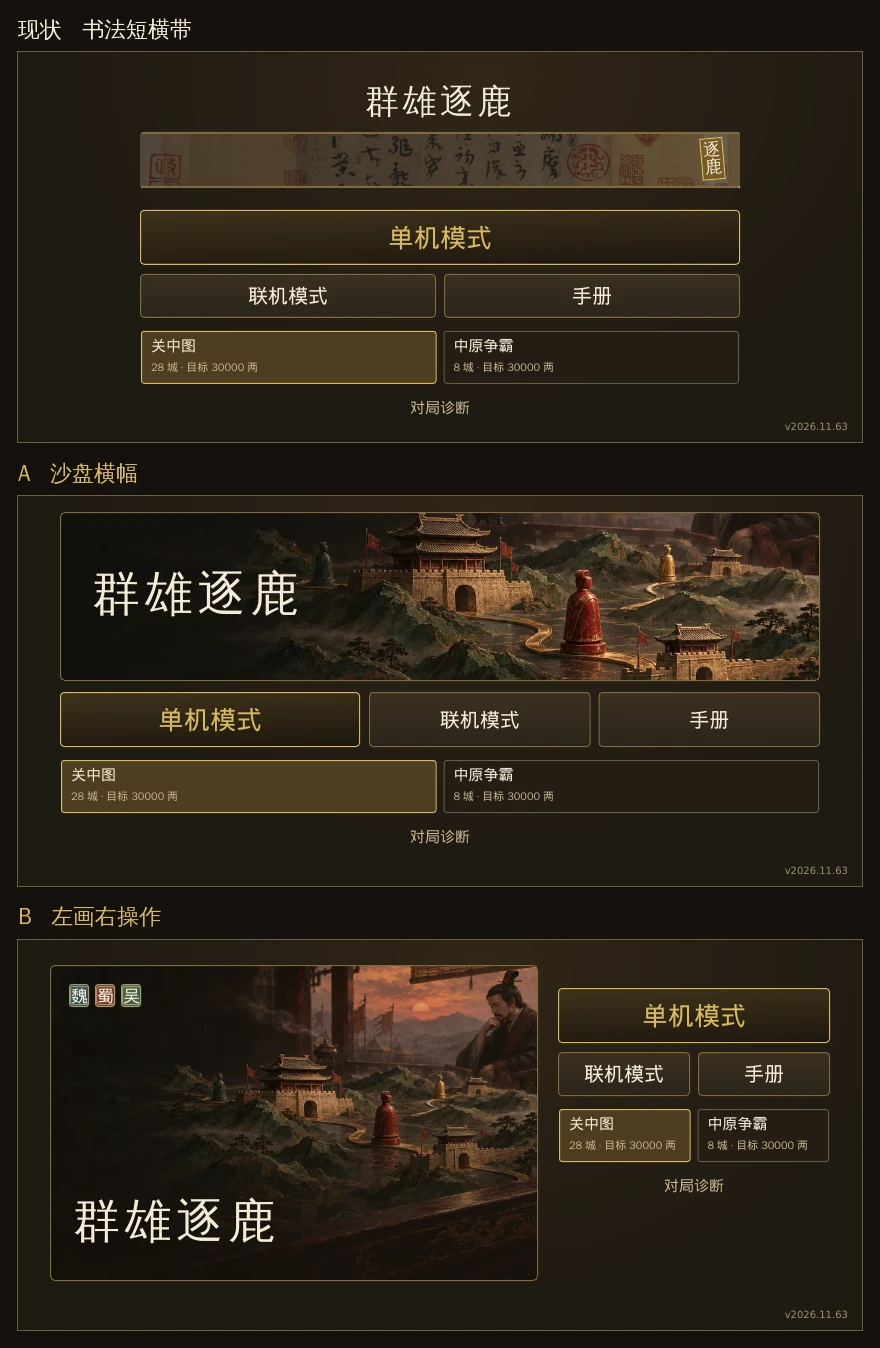 现状 书法短横带
群雄逐鹿
逐鹿
单机模式
联机模式 手册
关中图 中原争霸
28 城 · 目标 30000 两 8 城 · 目标 30000 两
对局诊断
v2026.11.63
A 沙盘横幅
群雄逐鹿
单机模式 联机模式 手册
关中图 中原争霸
28 城 · 目标 30000 两 8 城 · 目标 30000 两
对局诊断
v2026.11.63
B 左画右操作
魏 蜀 吴
群雄逐鹿
单机模式
联机模式 手册
关中图 中原争霸
28 城 · 目标 30000 两 8 城 · 目标 30000 两
对局诊断
v2026.11.63